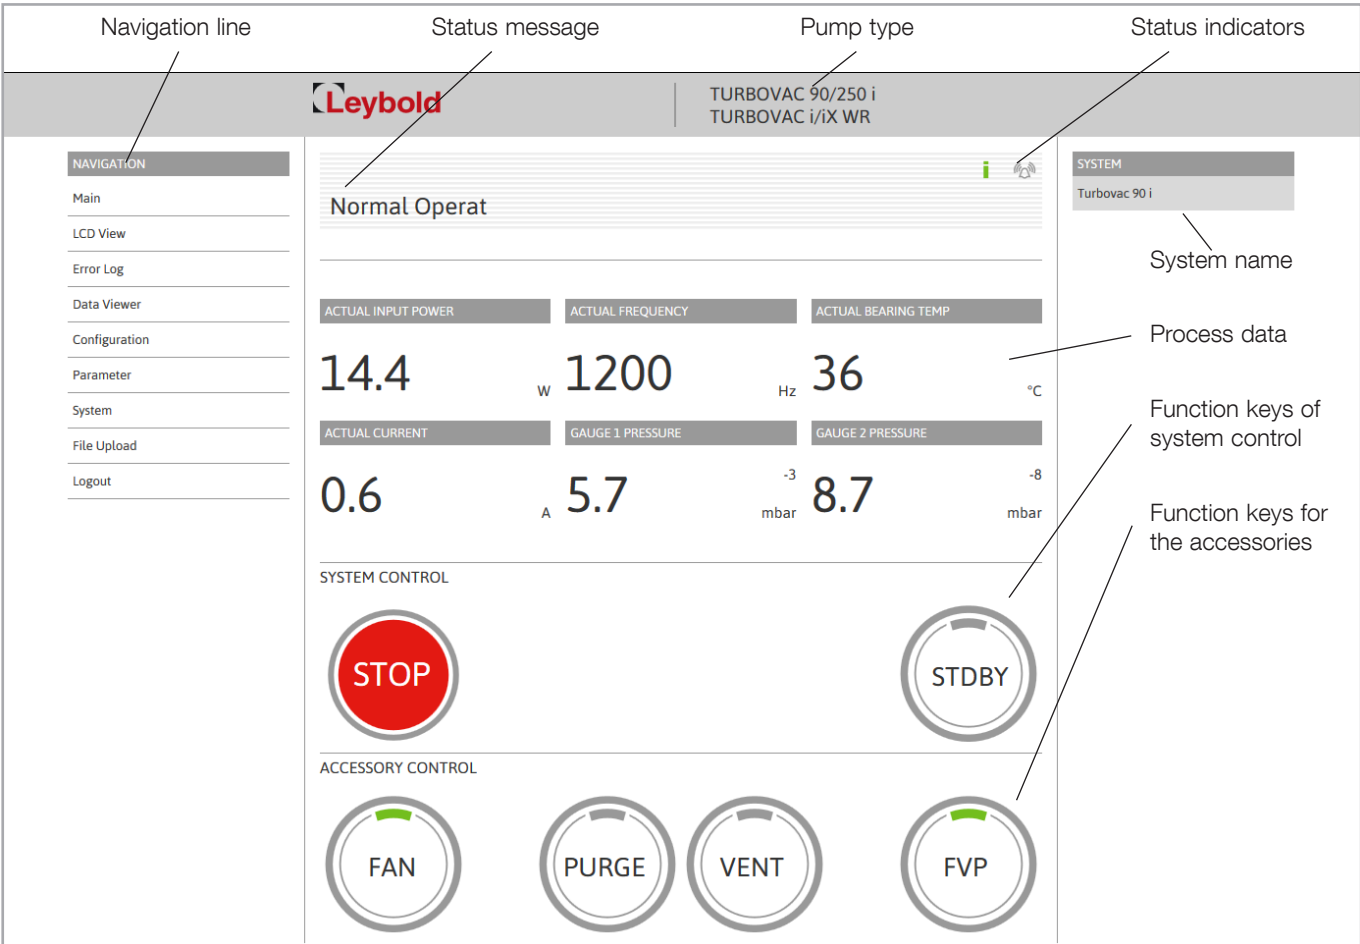 Navigation line
Status message
Pump type
Status indicators
Leybold
TURBOVAC 90/250 i
TURBOVAC i/iX WR
NAVIGATION
Main
LCD View
Error Log
Data Viewer
Configuration
Parameter
System
File Upload
Logout
i
Normal Operat
SYSTEM
Turbovac 90 i
System name
Process data
Function keys of
system control
Function keys for
the accessories
ACTUAL INPUT POWER
14.4 W
ACTUAL FREQUENCY
1200 Hz
ACTUAL BEARING TEMP
36 °C
ACTUAL CURRENT
0.6 A
GAUGE 1 PRESSURE
-3
5.7 mbar
GAUGE 2 PRESSURE
-8
8.7 mbar
SYSTEM CONTROL
STOP
STDBY
ACCESSORY CONTROL
FAN
PURGE
VENT
FVP